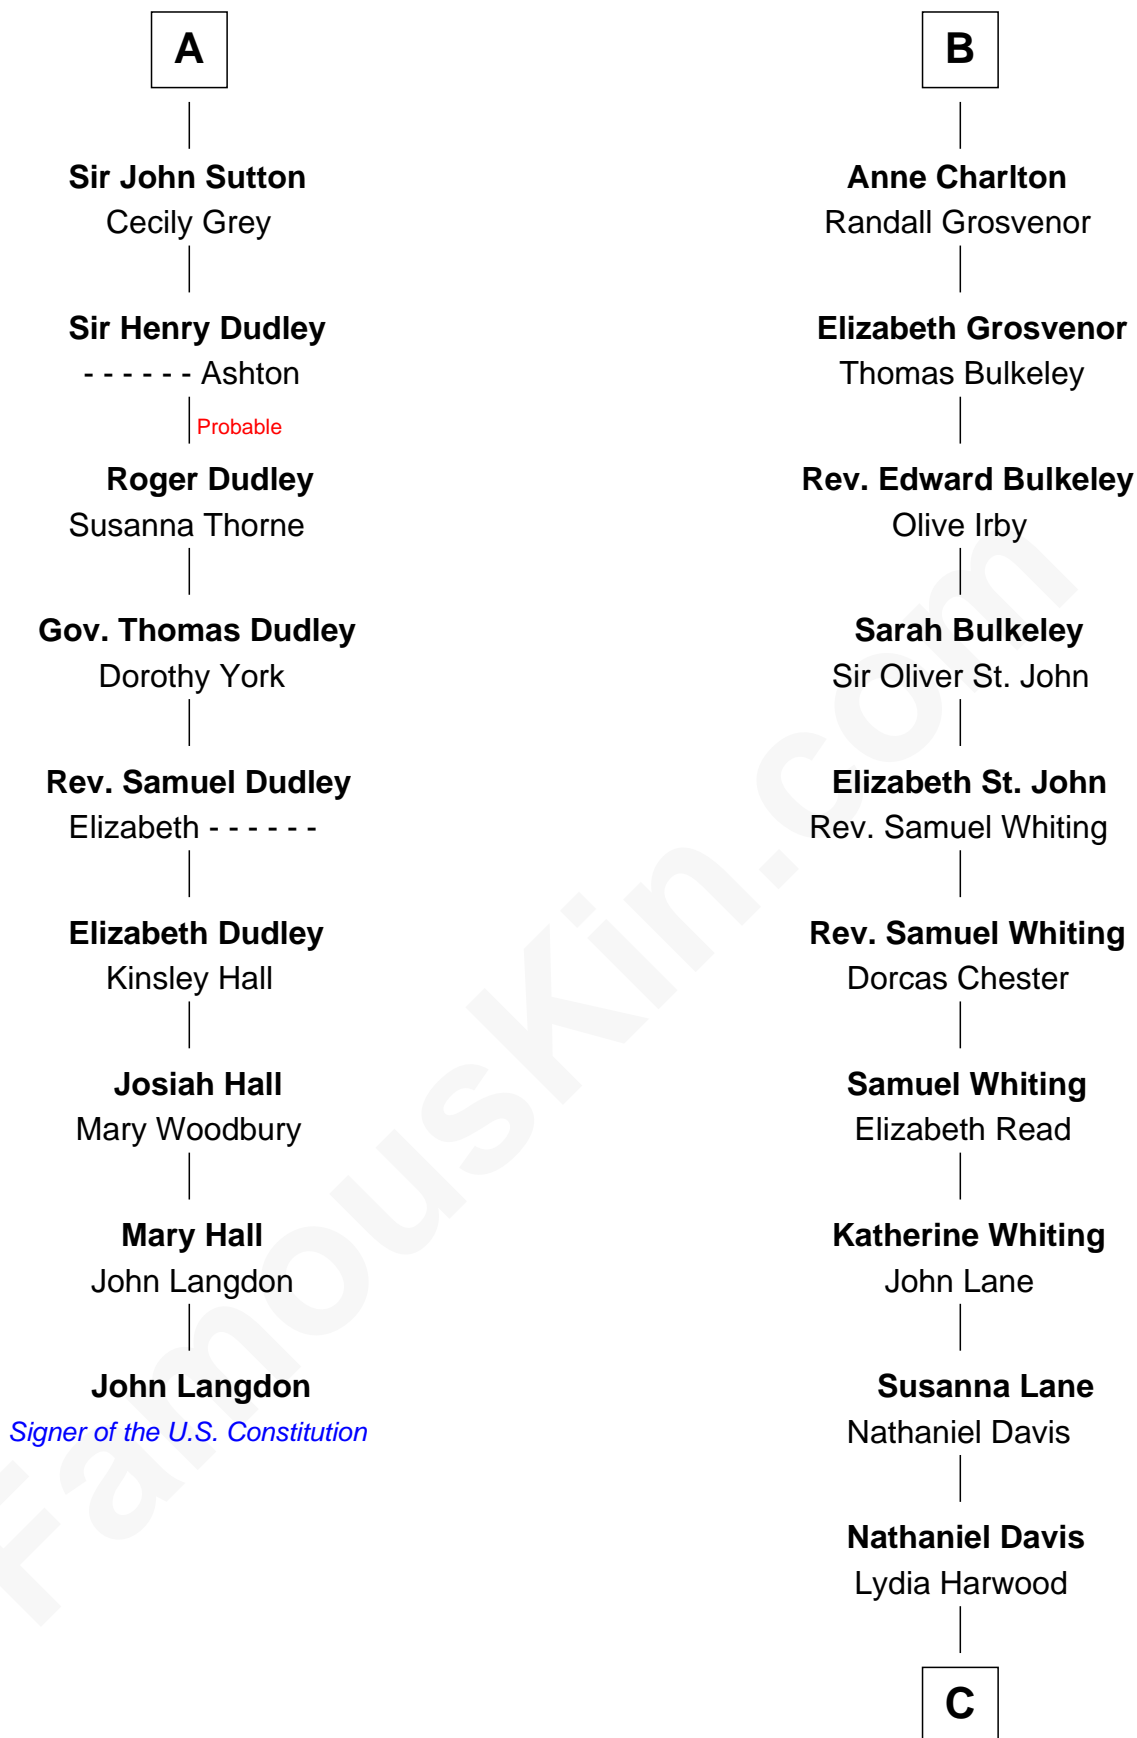 A
Sir John Sutton
Cecily Grey
Sir Henry Dudley
- - - - - - Ashton
Probable
Roger Dudley
Susanna Thorne
Gov. Thomas Dudley
Dorothy York
Rev. Samuel Dudley
Elizabeth - - - - - -
Elizabeth Dudley
Kinsley Hall
Josiah Hall
Mary Woodbury
Mary Hall
John Langdon
John Langdon
Signer of the U.S. Constitution
B
Anne Charlton
Randall Grosvenor
Elizabeth Grosvenor
Thomas Bulkeley
Rev. Edward Bulkeley
Olive Irby
Sarah Bulkeley
Sir Oliver St. John
Elizabeth St. John
Rev. Samuel Whiting
Rev. Samuel Whiting
Dorcas Chester
Samuel Whiting
Elizabeth Read
Katherine Whiting
John Lane
Susanna Lane
Nathaniel Davis
Nathaniel Davis
Lydia Harwood
C
FamousKin.com